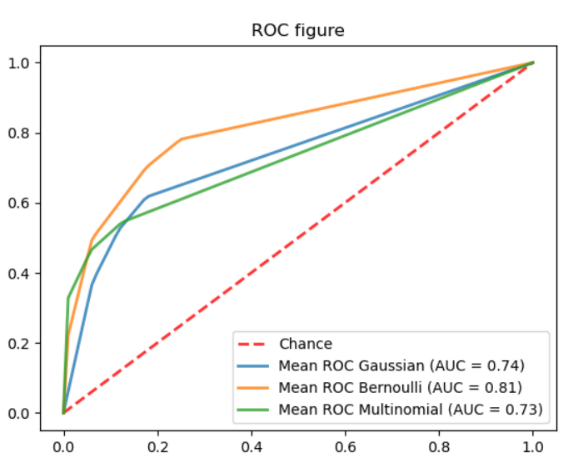 ROC figure
1.0
0.8
0.6
0.4
0.2
0.0
Chance
Mean ROC Gaussian (AUC = 0.74)
Mean ROC Bernoulli (AUC = 0.81)
Mean ROC Multinomial (AUC = 0.73)
0.0 0.2 0.4 0.6 0.8 1.0